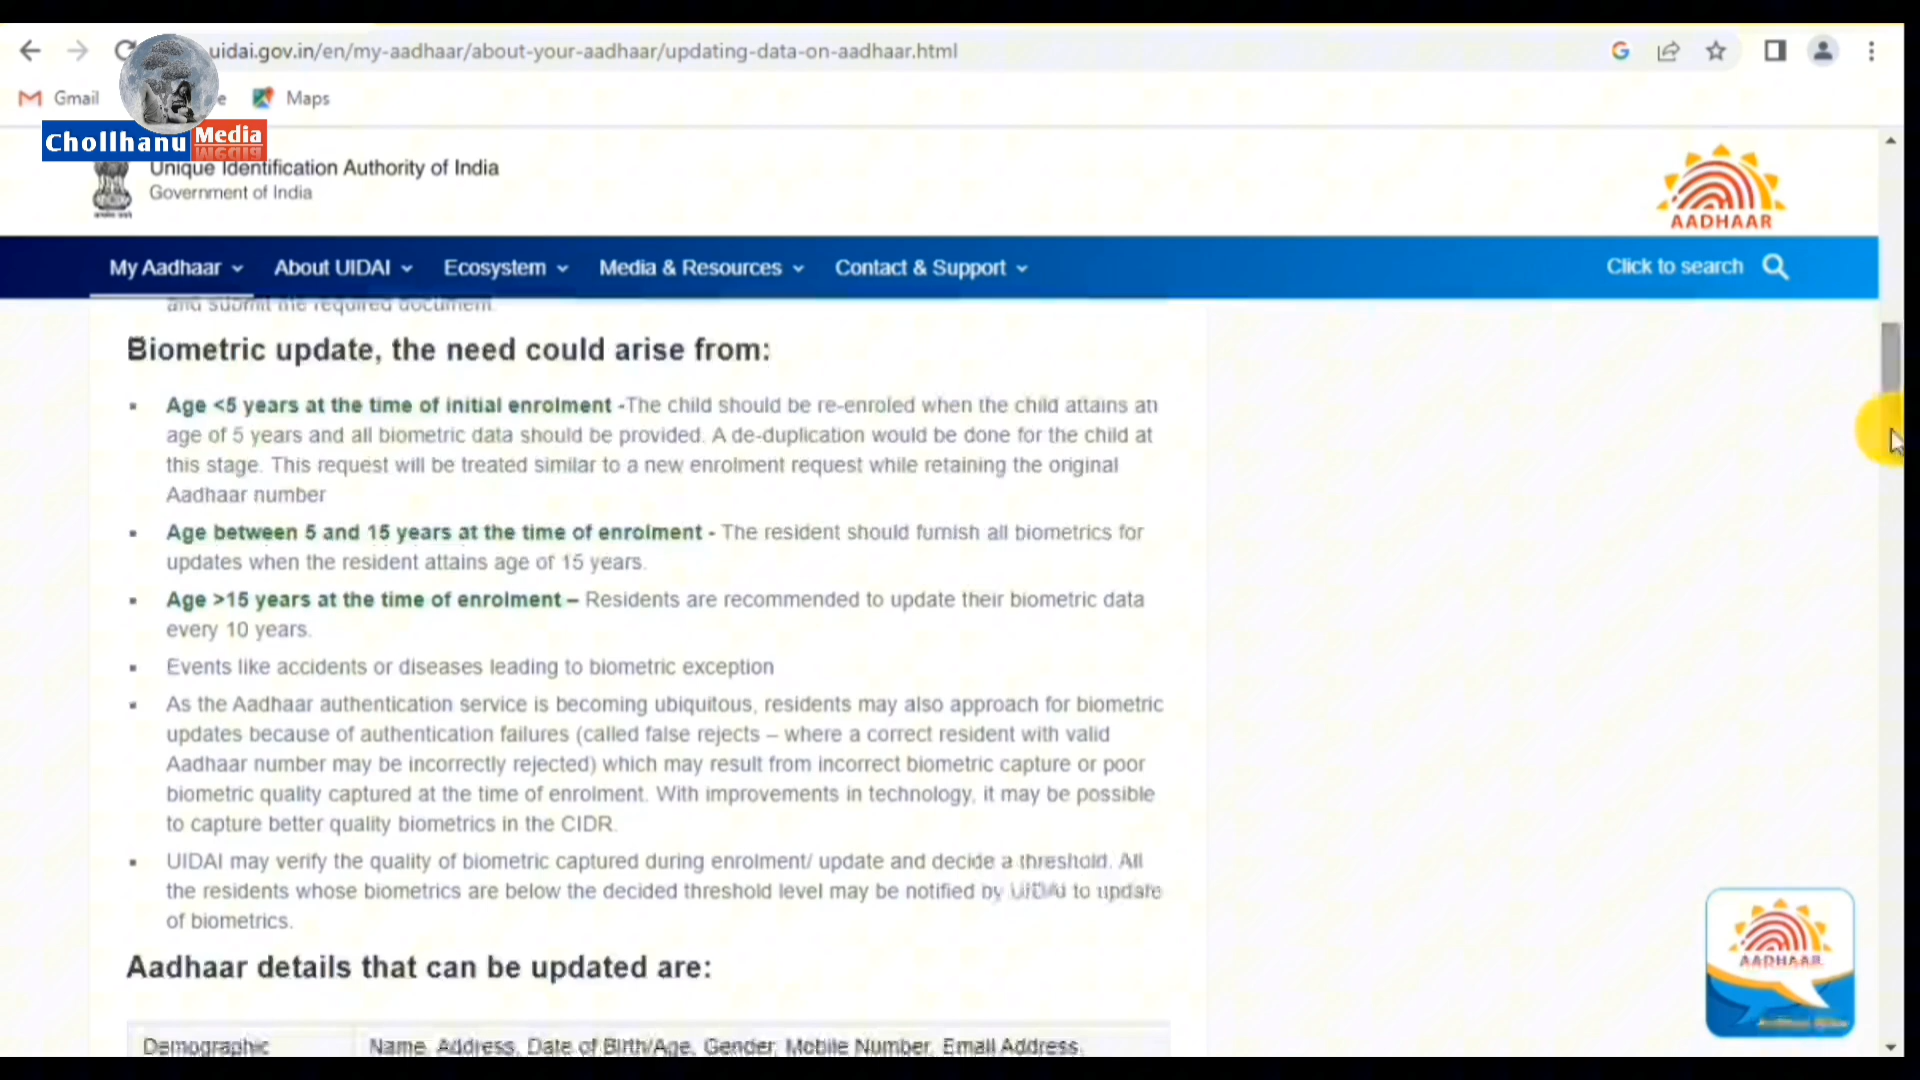 uidai.gov.in/en/my-aadhaar/about-your-aadhaar/updating-data-on-aadhaar.html
Gmail
Maps
Chollhanu Media
Unique Identification Authority of India
Government of India
AADHAAR
My Aadhaar
About UIDAI
Ecosystem
Media & Resources
Contact & Support
Click to search
and submit the required document
Biometric update, the need could arise from:
Age <5 years at the time of initial enrolment -The child should be re-enroled when the child attains an
age of 5 years and all biometric data should be provided. A de-duplication would be done for the child at
this stage. This request will be treated similar to a new enrolment request while retaining the original
Aadhaar number
Age between 5 and 15 years at the time of enrolment - The resident should furnish all biometrics for
updates when the resident attains age of 15 years.
Age >15 years at the time of enrolment – Residents are recommended to update their biometric data
every 10 years.
Events like accidents or diseases leading to biometric exception
As the Aadhaar authentication service is becoming ubiquitous, residents may also approach for biometric
updates because of authentication failures (called false rejects – where a correct resident with valid
Aadhaar number may be incorrectly rejected) which may result from incorrect biometric capture or poor
biometric quality captured at the time of enrolment. With improvements in technology, it may be possible
to capture better quality biometrics in the CIDR.
UIDAI may verify the quality of biometric captured during enrolment/ update and decide a threshold. All
the residents whose biometrics are below the decided threshold level may be notified by UIDAI to update
of biometrics.
AADHAAR
Aadhaar details that can be updated are:
Demographic
Name, Address, Date of Birth/Age, Gender, Mobile Number, Email Address,